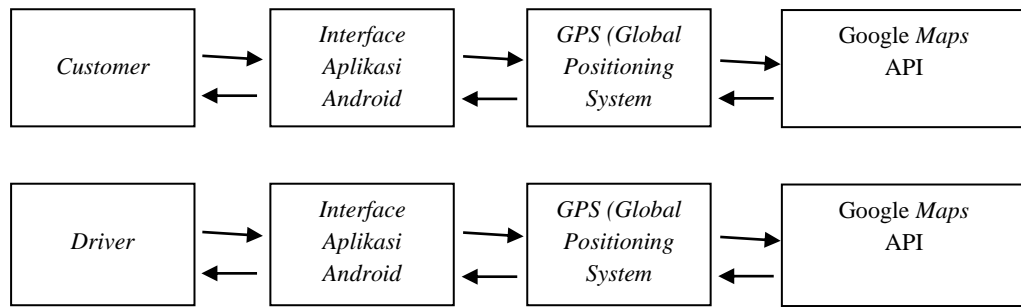 Customer
Interface
Aplikasi
Android
GPS (Global
Positioning
System
Google Maps
API
Driver
Interface
Aplikasi
Android
GPS (Global
Positioning
System
Google Maps
API